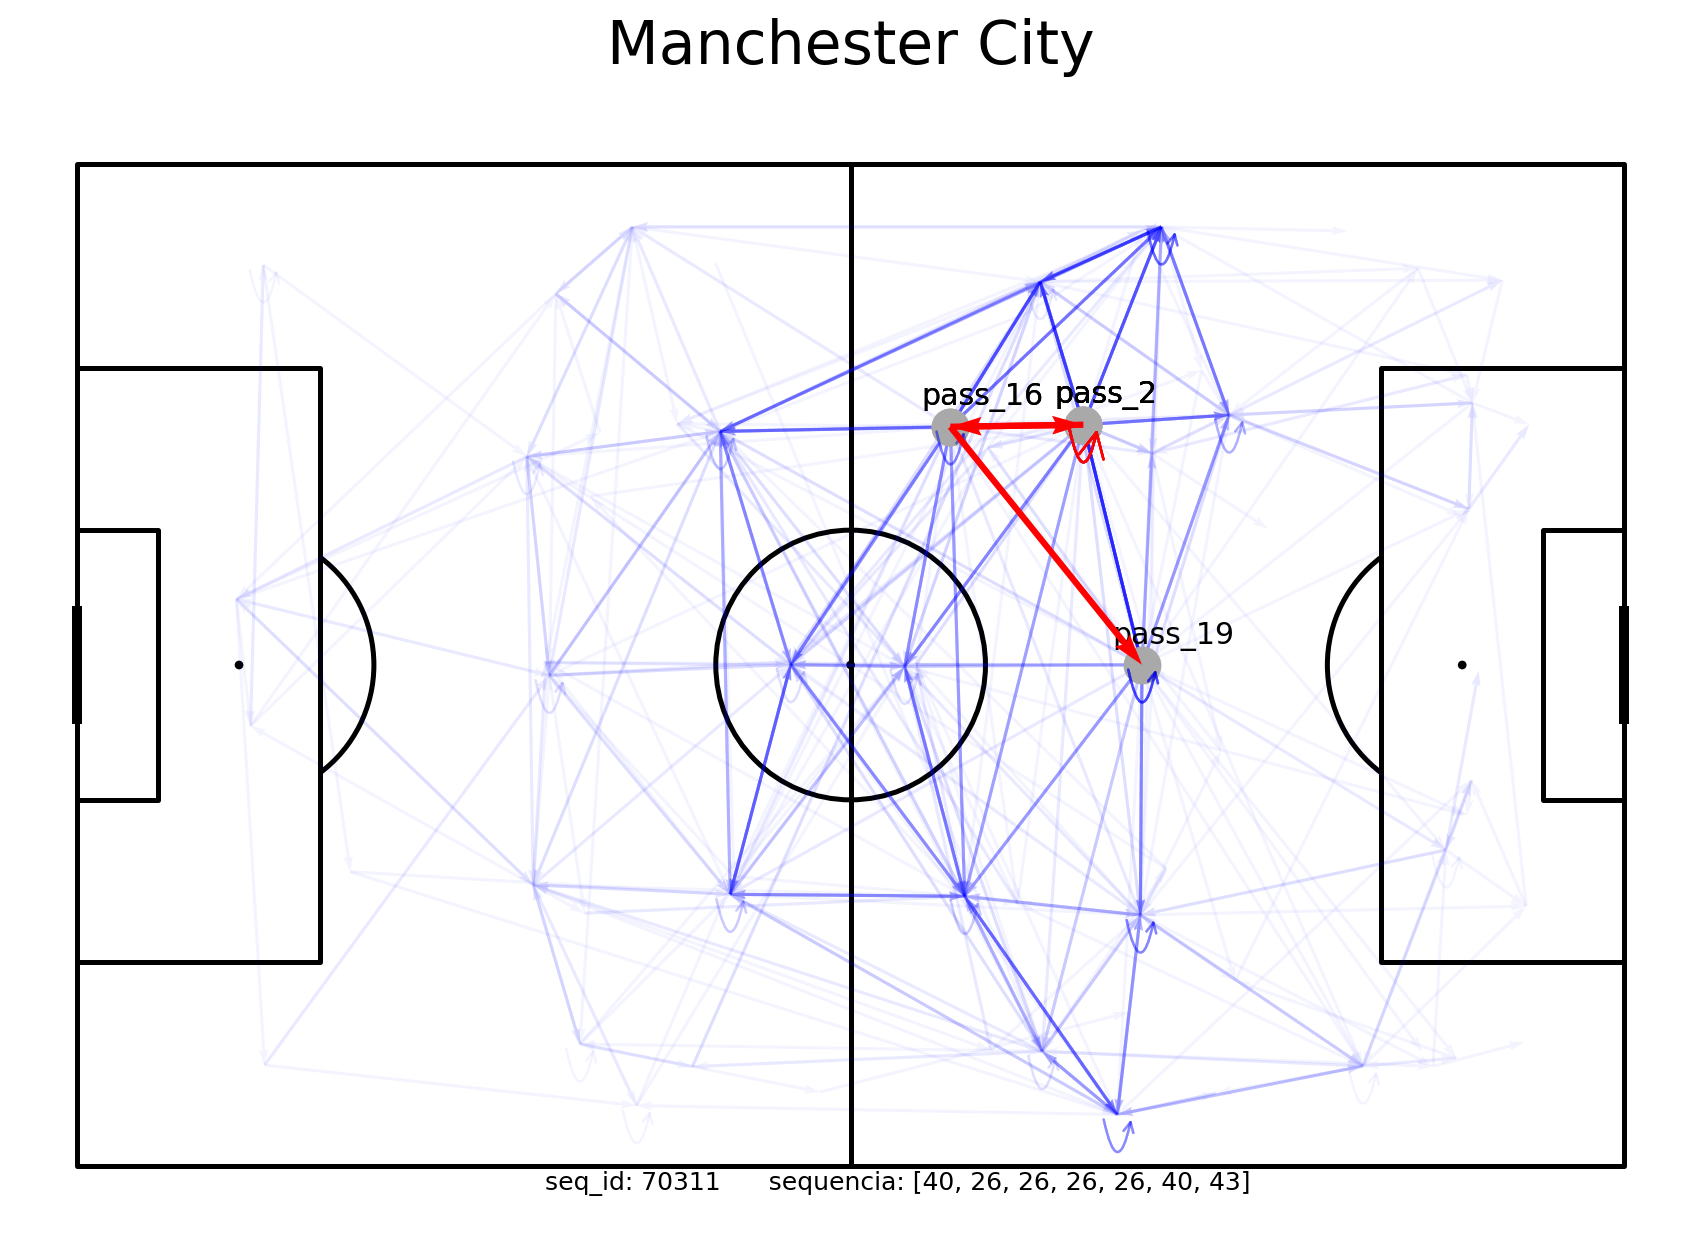 Manchester City
pass_16 pass_2
pass_19
seq_id: 70311 sequencia: [40, 26, 26, 26, 26, 40, 43]